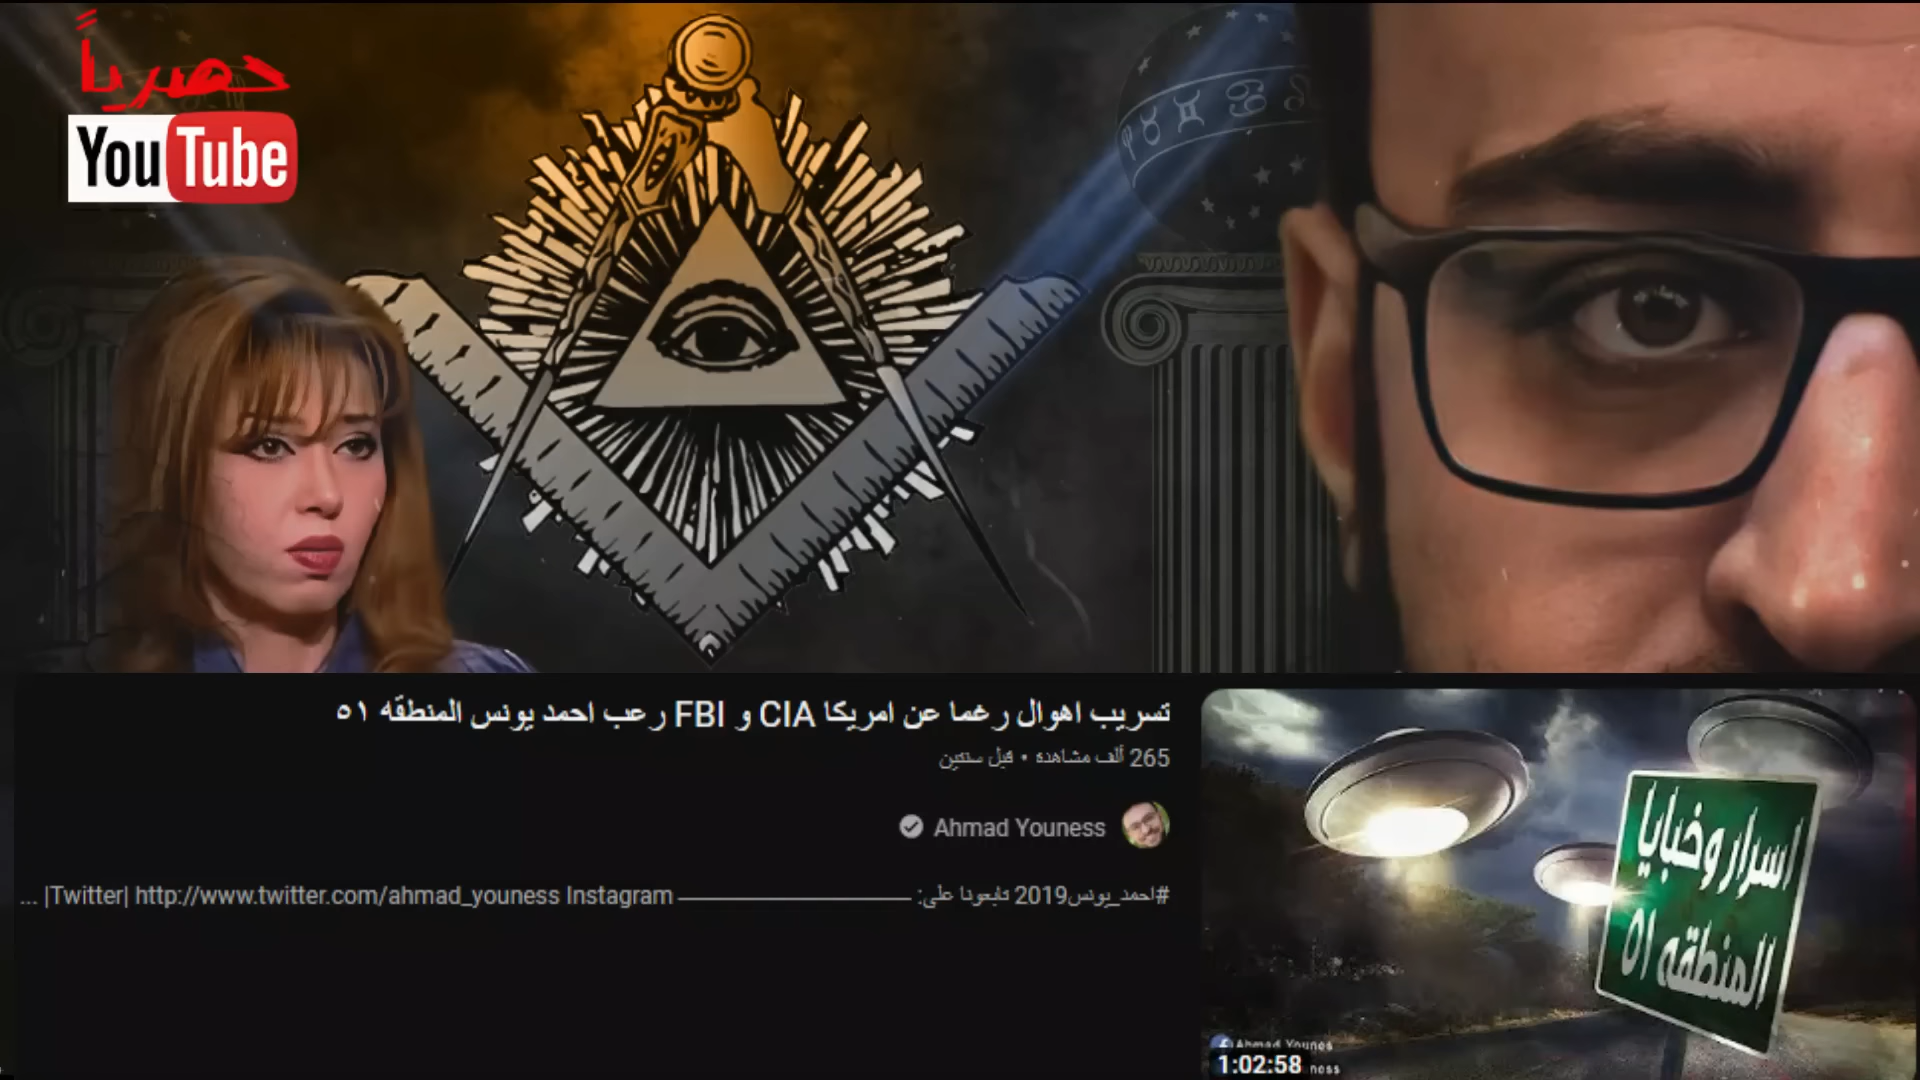 حصرياً
YouTube
تسريب اهوال رغما عن امريكا CIA و FBI رعب احمد يونس المنطقه ٥١
265 ألف مشاهدة • قبل سنتين
Ahmad Youness
#احمد_يونس2019 تابعونا على: ——————— |Twitter| http://www.twitter.com/ahmad_youness Instagram ...
اسرار وخبايا
المنطقه ٥١
Ahmad Younes
1:02:58